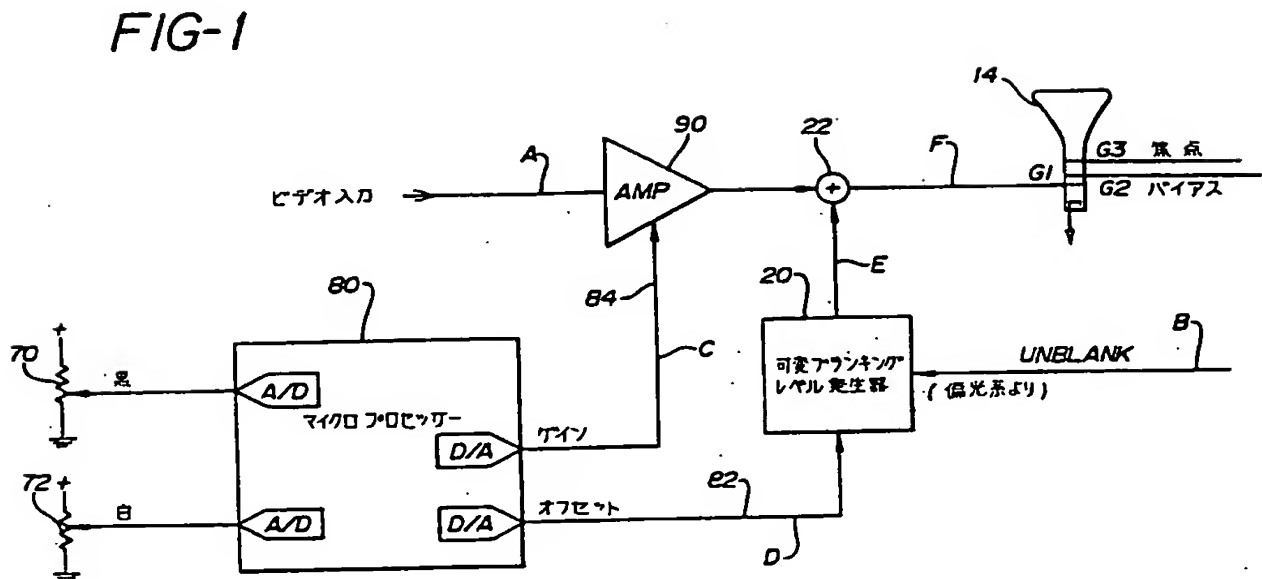 FIG-1
14
90
22
A
F
G3 焦点
G1
G2 バイアス
ビデオ入力
AMP
E
84
20
80
C
B
70
黒
A/D
可変ブランキング
レベル発生器
UNBLANK
(偏光系より)
マイクロプロセッサー
D/A
ゲイン
72
白
A/D
D/A
オフセット
82
D
+
+
+